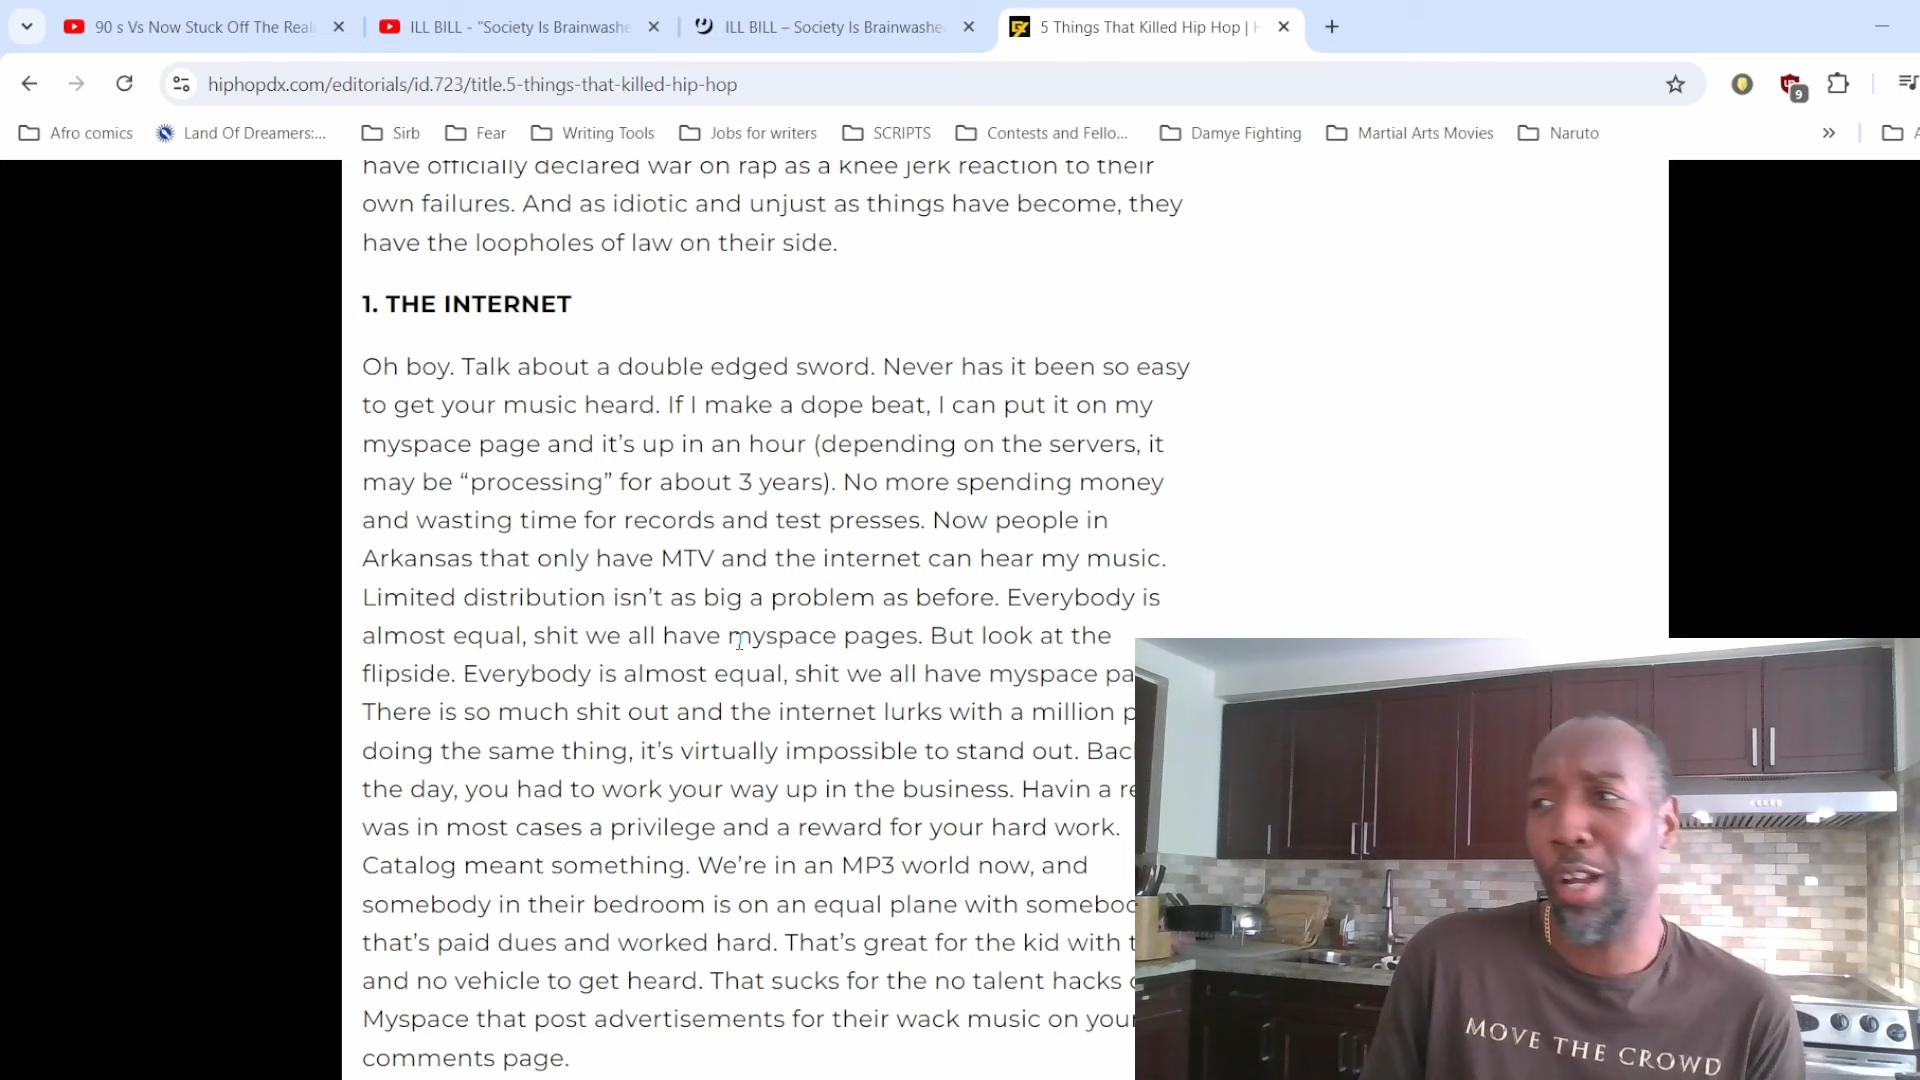 90 s Vs Now Stuck Off The Real
ILL BILL - "Society Is Brainwashe
ILL BILL – Society Is Brainwashe
5 Things That Killed Hip Hop | H
hiphopdx.com/editorials/id.723/title.5-things-that-killed-hip-hop
9
Afro comics
Land Of Dreamers:...
Sirb
Fear
Writing Tools
Jobs for writers
SCRIPTS
Contests and Fello...
Damye Fighting
Martial Arts Movies
Naruto
have officially declared war on rap as a knee jerk reaction to their
own failures. And as idiotic and unjust as things have become, they
have the loopholes of law on their side.
1. THE INTERNET
Oh boy. Talk about a double edged sword. Never has it been so easy
to get your music heard. If I make a dope beat, I can put it on my
myspace page and it’s up in an hour (depending on the servers, it
may be “processing” for about 3 years). No more spending money
and wasting time for records and test presses. Now people in
Arkansas that only have MTV and the internet can hear my music.
Limited distribution isn’t as big a problem as before. Everybody is
almost equal, shit we all have myspace pages. But look at the
flipside. Everybody is almost equal, shit we all have myspace pa
There is so much shit out and the internet lurks with a million p
doing the same thing, it’s virtually impossible to stand out. Bac
the day, you had to work your way up in the business. Havin a re
was in most cases a privilege and a reward for your hard work.
Catalog meant something. We’re in an MP3 world now, and
somebody in their bedroom is on an equal plane with someboo
that’s paid dues and worked hard. That’s great for the kid with t
and no vehicle to get heard. That sucks for the no talent hacks
Myspace that post advertisements for their wack music on your
comments page.
MOVE THE CROWD